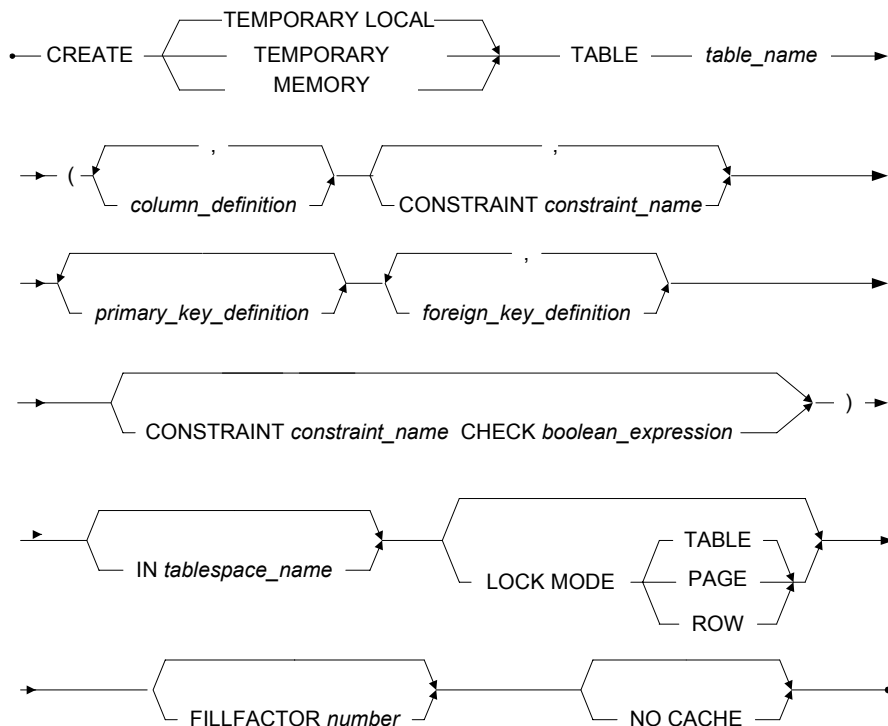 TEMPORARY LOCAL
CREATE TEMPORARY TABLE table_name
MEMORY
, ,
( column_definition CONSTRAINT constraint_name
,
primary_key_definition foreign_key_definition
CONSTRAINT constraint_name CHECK boolean_expression )
TABLE
IN tablespace_name LOCK MODE PAGE
ROW
FILLFACTOR number NO CACHE